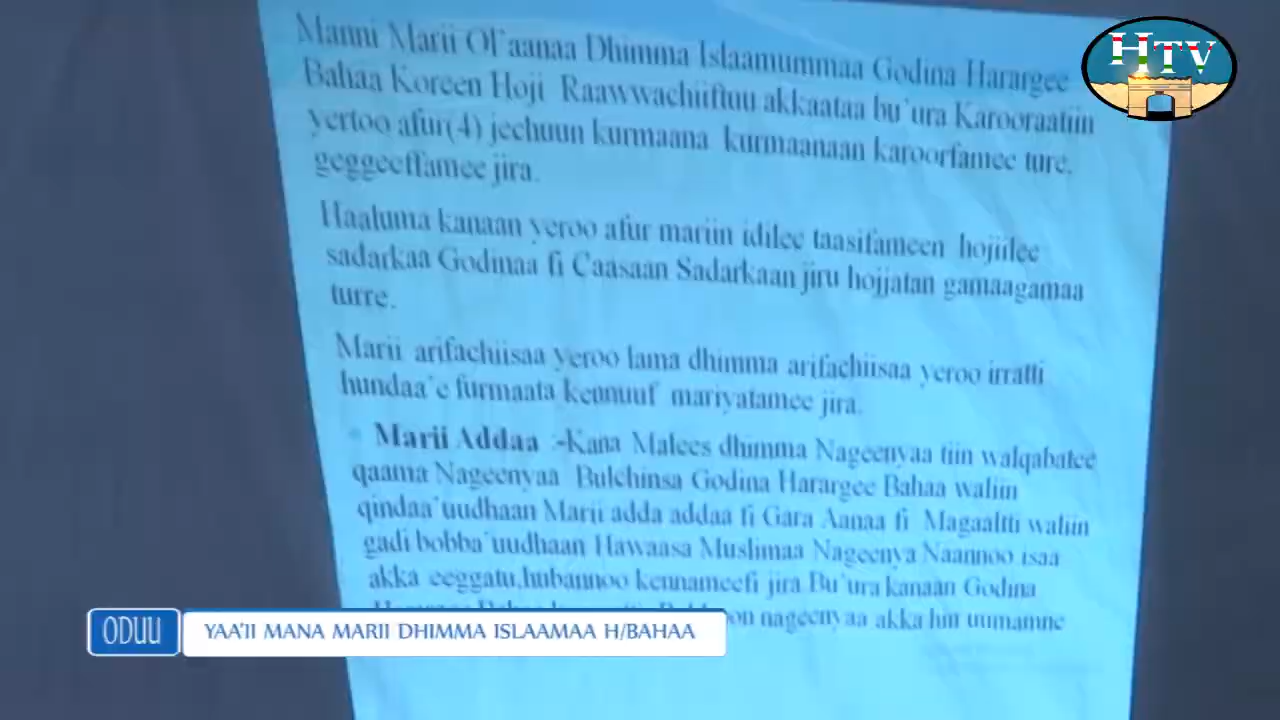 HTV
Manni Marii Ol'aanaa Dhimma Islaamummaa Godina Harargee
Bahaa Koreen Hoji Raawwachiiftuu akkaataa bu'ura Karooraatiin
yertoo afur(4) jechuun kurmaana kurmaanaan karoorfamee ture,
geggeeffamee jira.
Haaluma kanaan yeroo afur mariin idilee taasifameen hojiilee
sadarkaa Godinaa fi Caasaan Sadarkaan jiru hojjatan gamaagamaa
turre.
Marii arifachiisaa yeroo lama dhimma arifachiisaa yeroo irratti
hundaa'e furmaata kennuuf mariyatamee jira.
Marii Addaa :-Kana Malees dhimma Nageenyaa tiin walqabatee
qaama Nageenyaa Bulchinsa Godina Harargee Bahaa waliin
qindaa'uudhaan Marii adda addaa fi Gara Aanaa fi Magaaltti waliin
gadi bobba'uudhaan Hawaasa Muslimaa Nageenya Naannoo isaa
akka eeggatu,hubannoo kennameefi jira Bu'ura kanaan Godina
nageenyaa akka hin uumamne
ODUU
YAA'II MANA MARII DHIMMA ISLAAMAA H/BAHAA